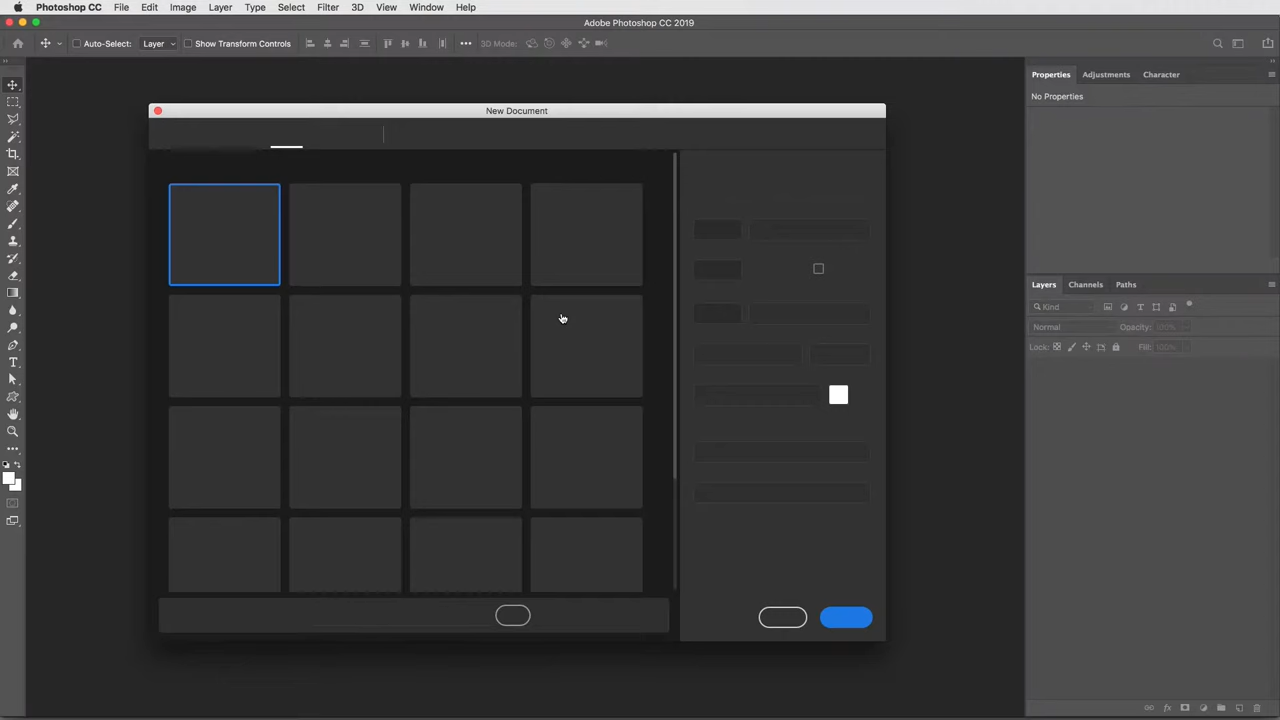 Photoshop CC File Edit Image Layer Type Select Filter 3D View Window Help
Adobe Photoshop CC 2019
Auto-Select: Layer Show Transform Controls 3D Mode:
Properties Adjustments Character
No Properties
New Document
Layers Channels Paths
Kind
Normal Opacity: 100%
Lock: Fill: 100%